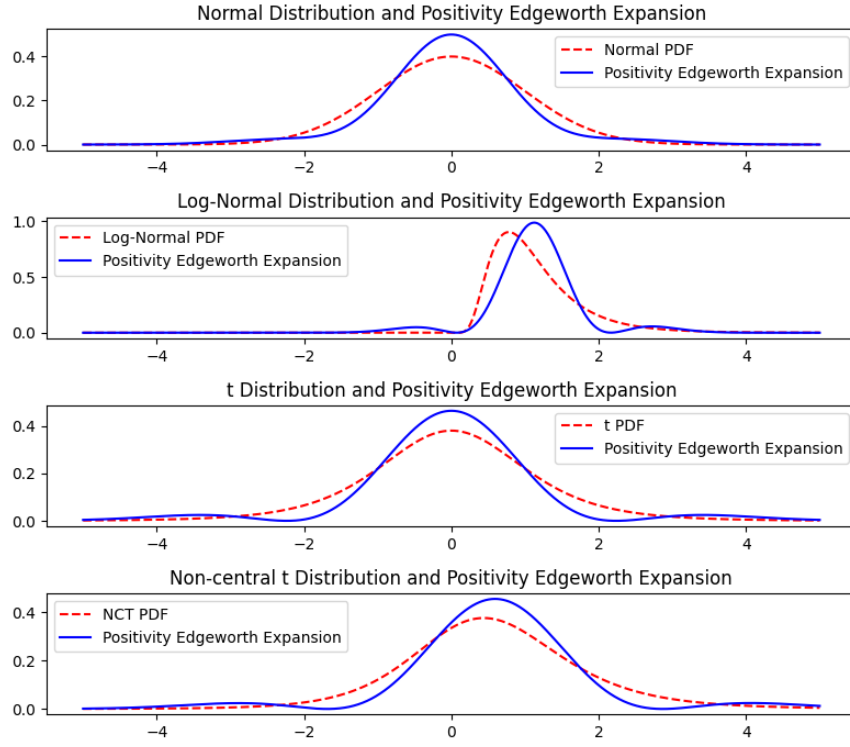 Normal Distribution and Positivity Edgeworth Expansion
0.4
0.2
0.0
Normal PDF
Positivity Edgeworth Expansion
−4 −2 0 2 4
Log-Normal Distribution and Positivity Edgeworth Expansion
1.0
0.5
0.0
Log-Normal PDF
Positivity Edgeworth Expansion
−4 −2 0 2 4
t Distribution and Positivity Edgeworth Expansion
0.4
0.2
0.0
t PDF
Positivity Edgeworth Expansion
−4 −2 0 2 4
Non-central t Distribution and Positivity Edgeworth Expansion
0.4
0.2
0.0
NCT PDF
Positivity Edgeworth Expansion
−4 −2 0 2 4